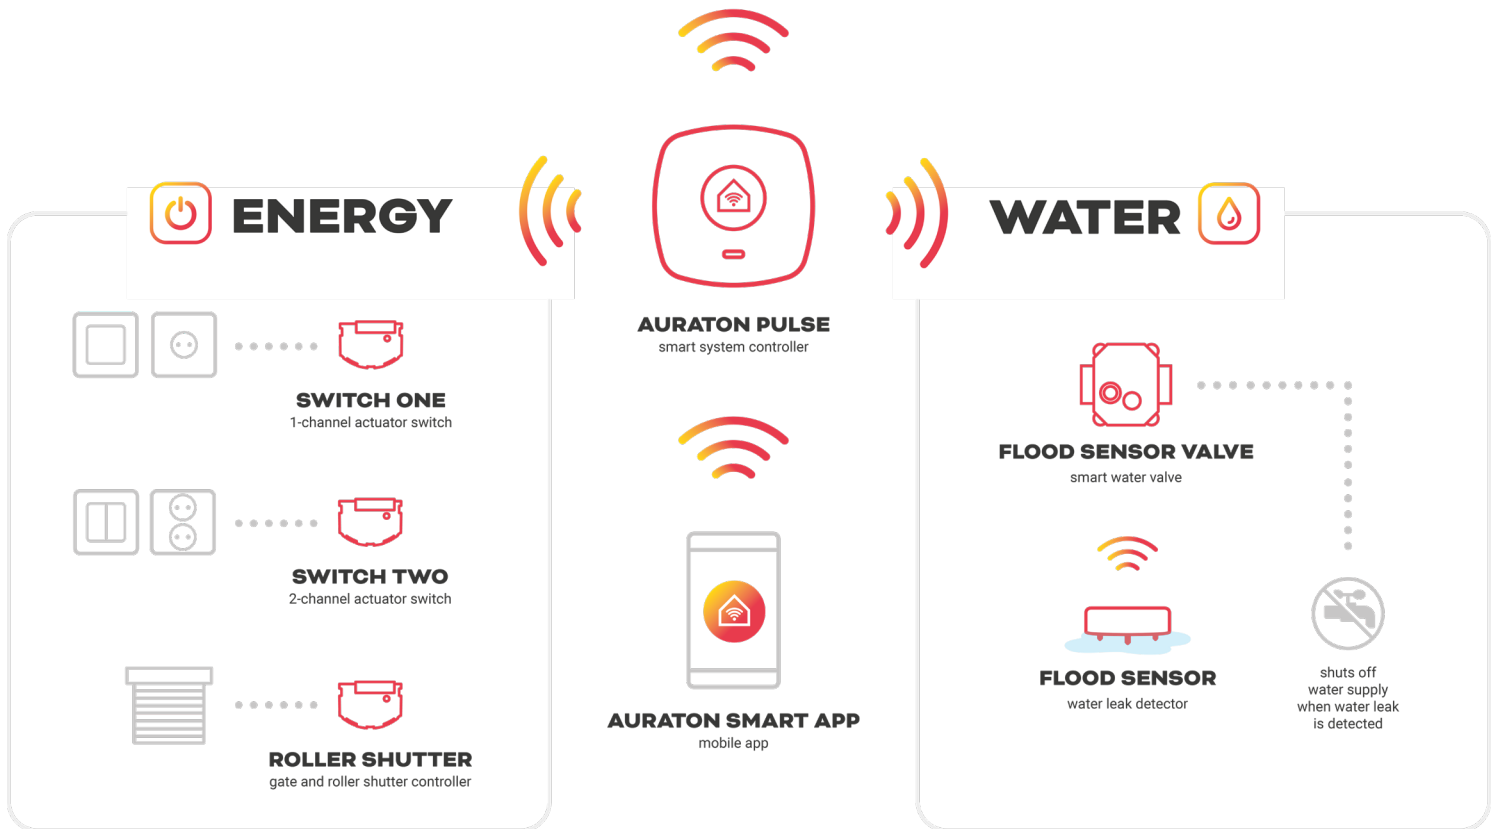 ENERGY
SWITCH ONE
1-channel actuator switch
SWITCH TWO
2-channel actuator switch
ROLLER SHUTTER
gate and roller shutter controller
AURATON PULSE
smart system controller
AURATON SMART APP
mobile app
WATER
FLOOD SENSOR VALVE
smart water valve
FLOOD SENSOR
water leak detector
shuts off
water supply
when water leak
is detected